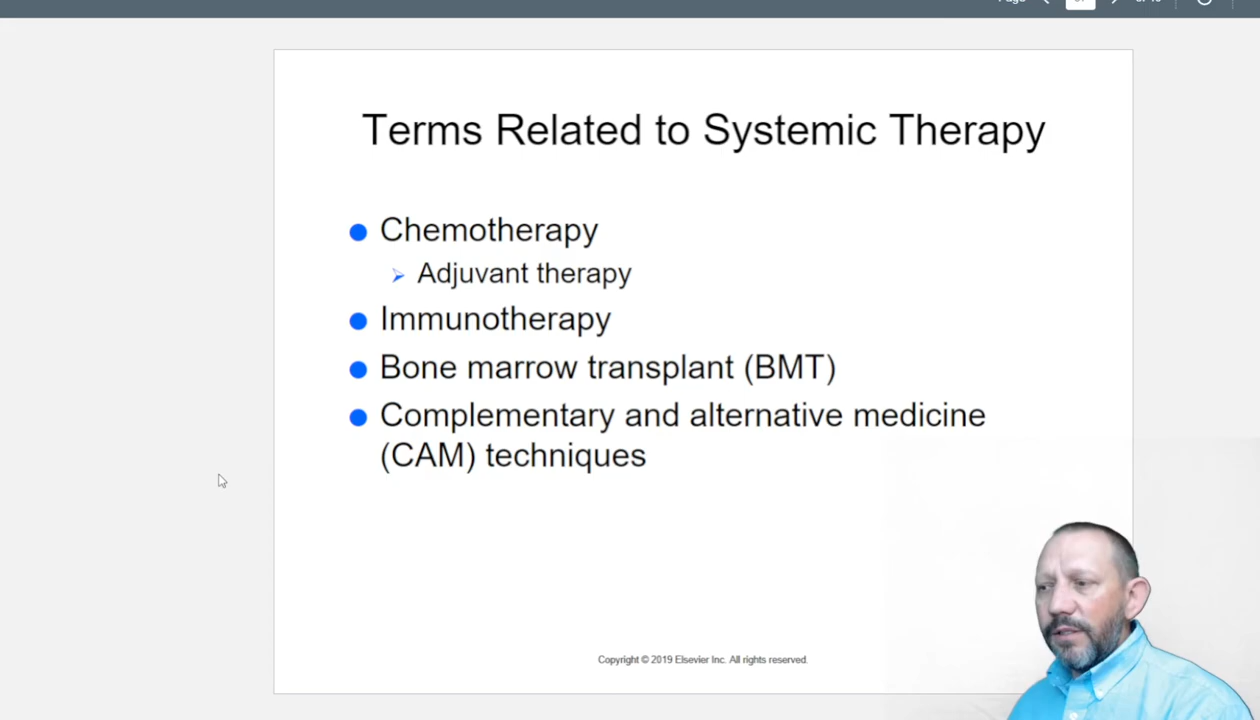 Terms Related to Systemic Therapy
Chemotherapy
Adjuvant therapy
Immunotherapy
Bone marrow transplant (BMT)
Complementary and alternative medicine
(CAM) techniques
Copyright © 2019 Elsevier Inc. All rights reserved.